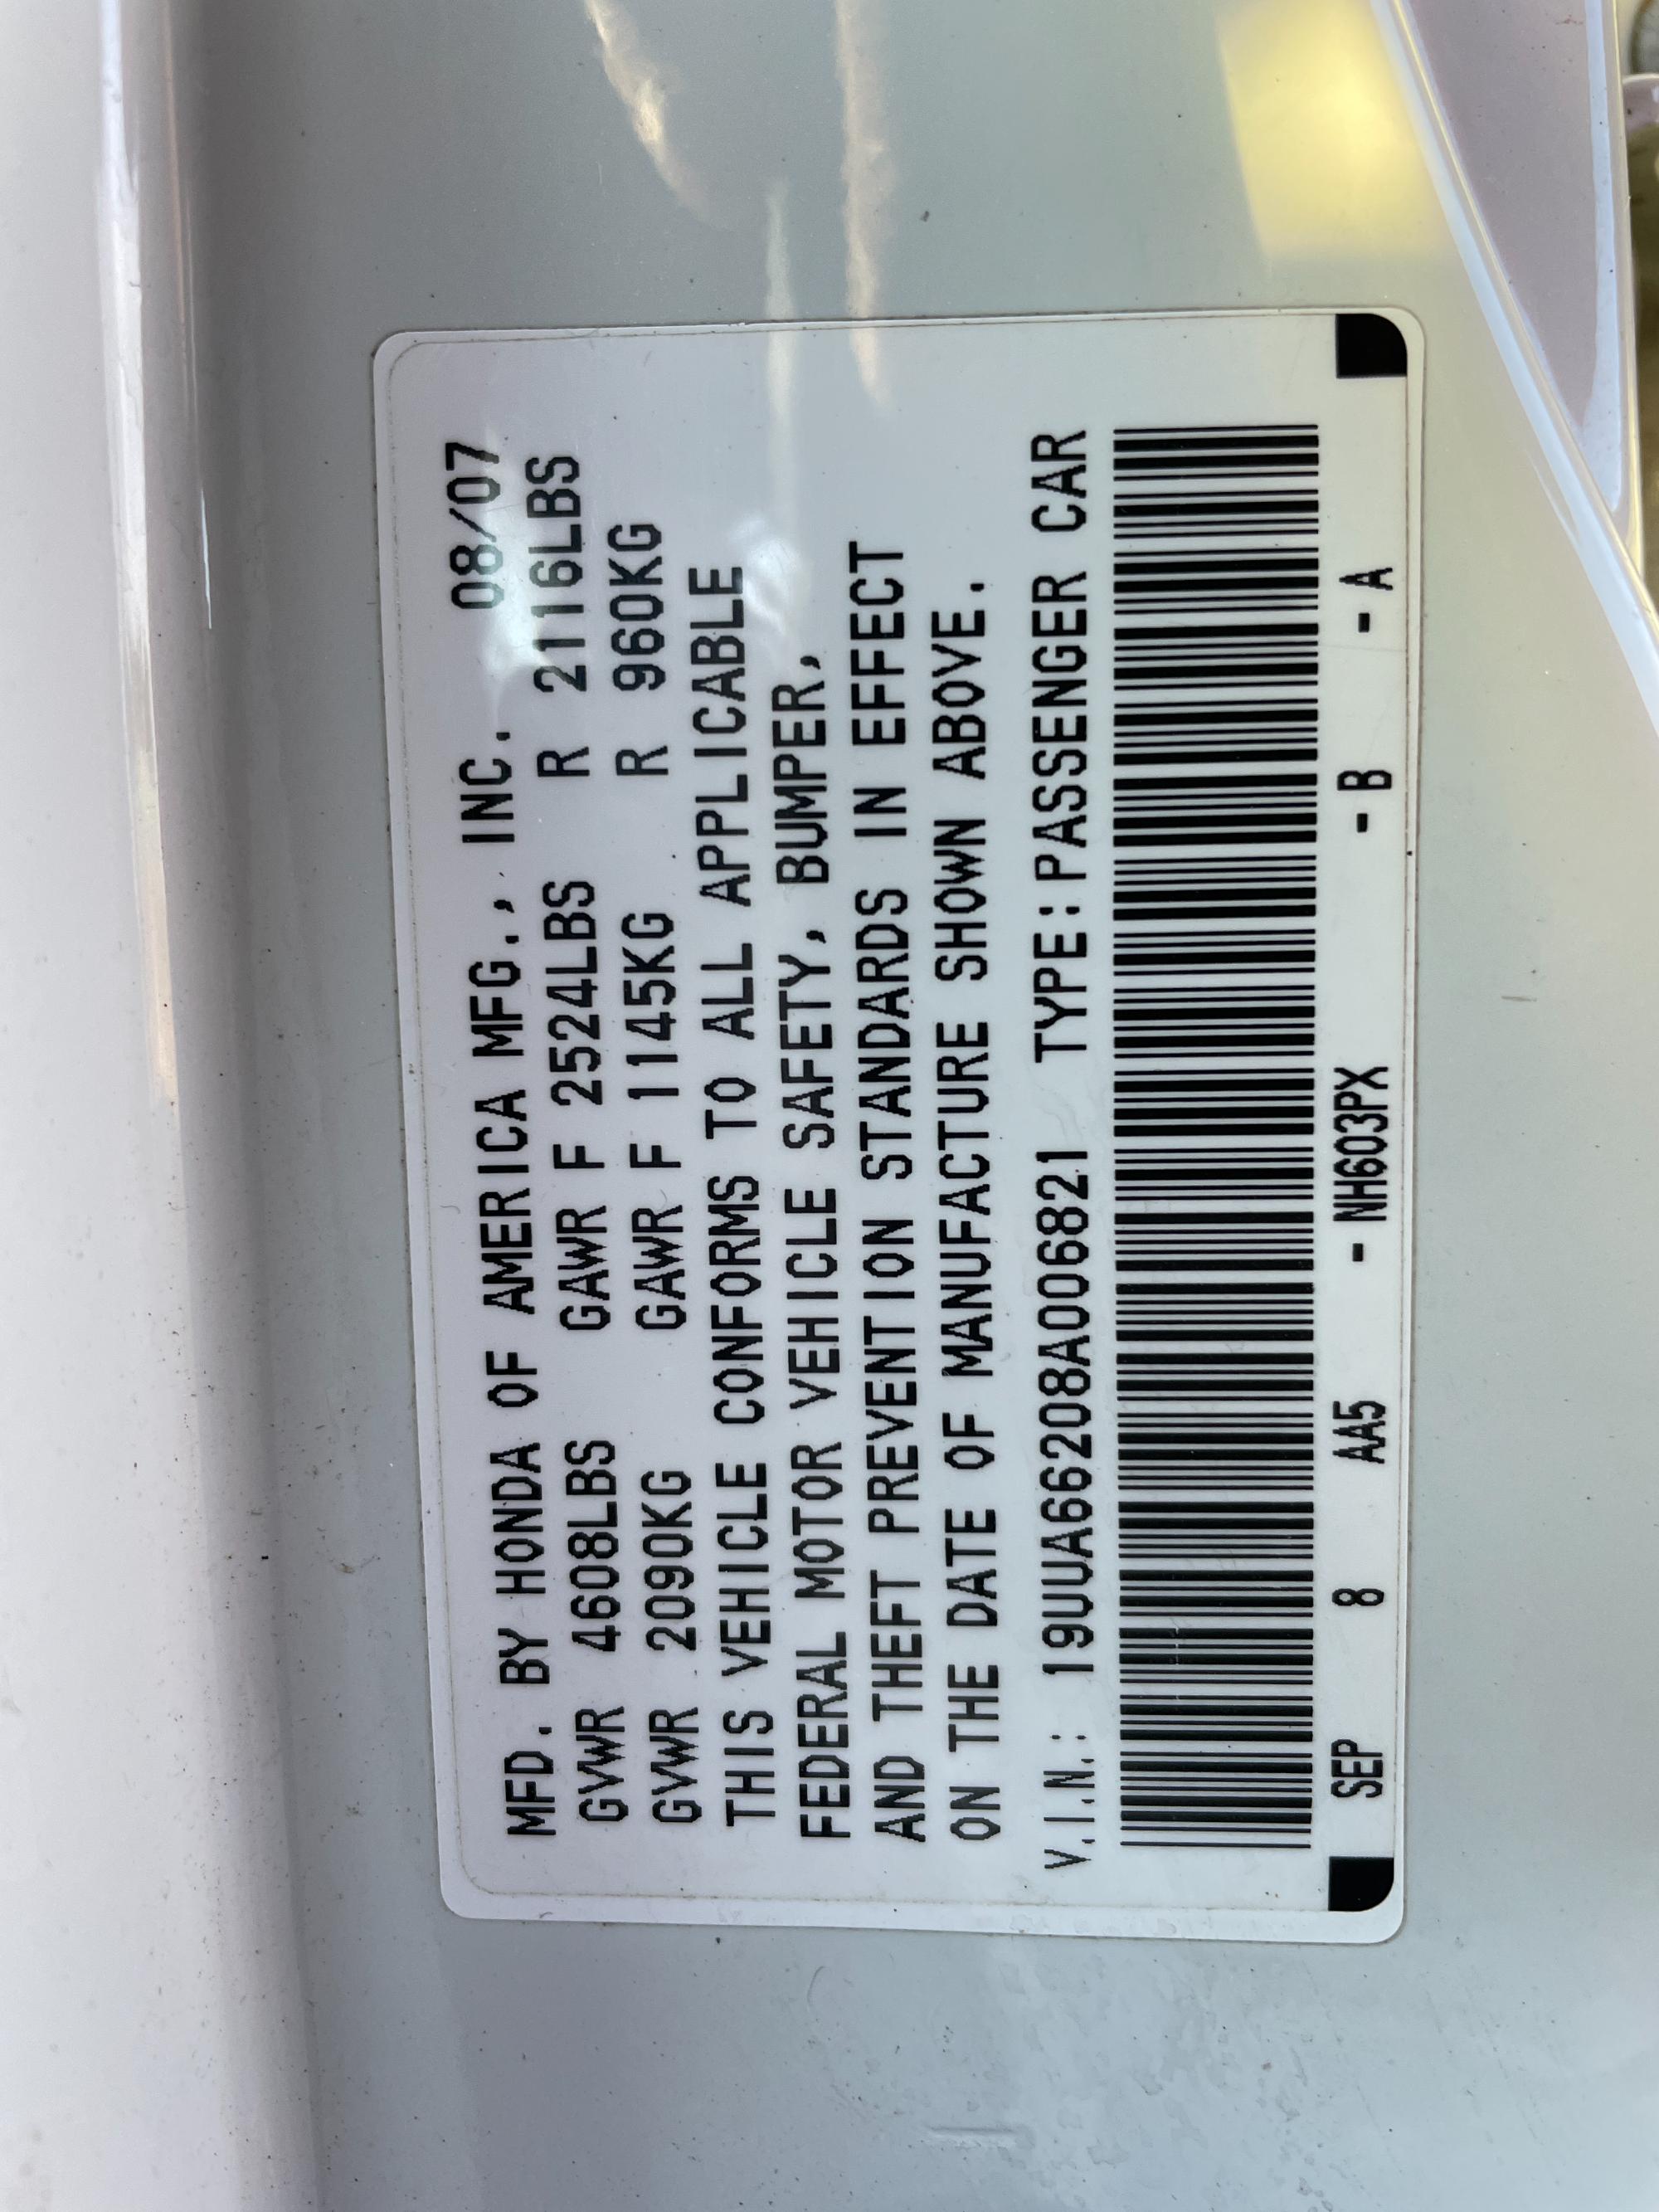 MFD. BY HONDA OF AMERICA MFG., INC. 08/07
GVWR 4608LBS GAWR F 2524LBS R 2116LBS
GVWR 2090KG GAWR F 1145KG R 960KG
THIS VEHICLE CONFORMS TO ALL APPLICABLE
FEDERAL MOTOR VEHICLE SAFETY, BUMPER,
AND THEFT PREVENTION STANDARDS IN EFFECT
ON THE DATE OF MANUFACTURE SHOWN ABOVE.
V.I.N.: 19UUA66208A006821 TYPE:PASSENGER CAR
SEP 8 AA5 - NH603PX - B - A